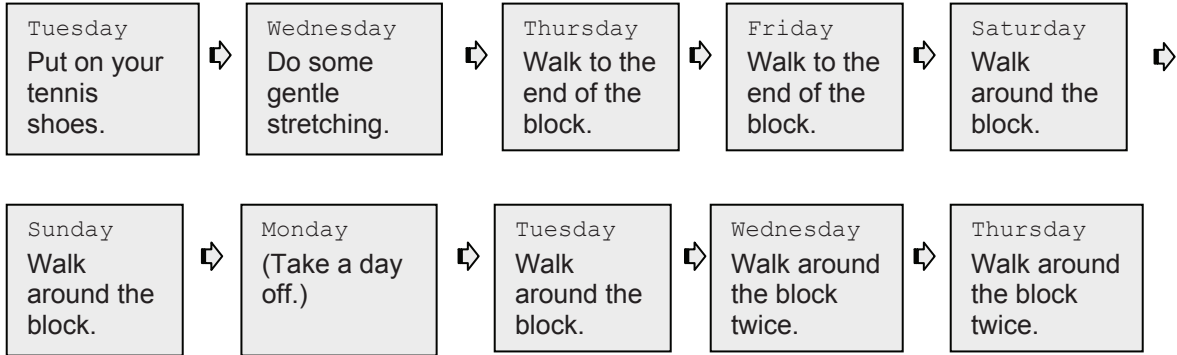 Tuesday
Put on your
tennis
shoes.
Wednesday
Do some
gentle
stretching.
Thursday
Walk to the
end of the
block.
Friday
Walk to the
end of the
block.
Saturday
Walk
around the
block.
Sunday
Walk
around the
block.
Monday
(Take a day
off.)
Tuesday
Walk
around the
block.
Wednesday
Walk around
the block
twice.
Thursday
Walk around
the block
twice.